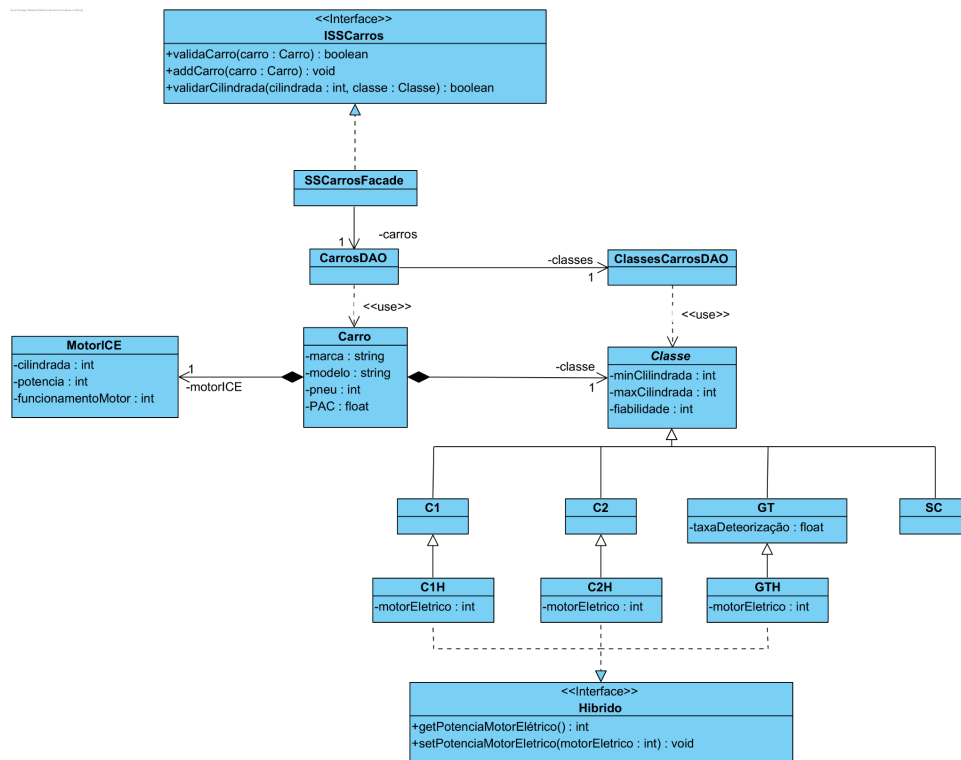 <<Interface>>
ISSCarros
+validaCarro(carro : Carro) : boolean
+addCarro(carro : Carro) : void
+validarCilindrada(cilindrada : int, classe : Classe) : boolean
SSCarrosFacade
-carros
1
CarrosDAO
-classes
1
ClassesCarrosDAO
<<use>>
<<use>>
MotorICE
-cilindrada : int
-potencia : int
-funcionamentoMotor : int
1
-motorICE
Carro
-marca : string
-modelo : string
-pneu : int
-PAC : float
-classe
1
Classe
-minClilindrada : int
-maxCilindrada : int
-fiabilidade : int
C1
C2
GT
-taxaDeteorização : float
SC
C1H
-motorEletrico : int
C2H
-motorEletrico : int
GTH
-motorEletrico : int
<<Interface>>
Hibrido
+getPotenciaMotorElétrico() : int
+setPotenciaMotorEletrico(motorEletrico : int) : void